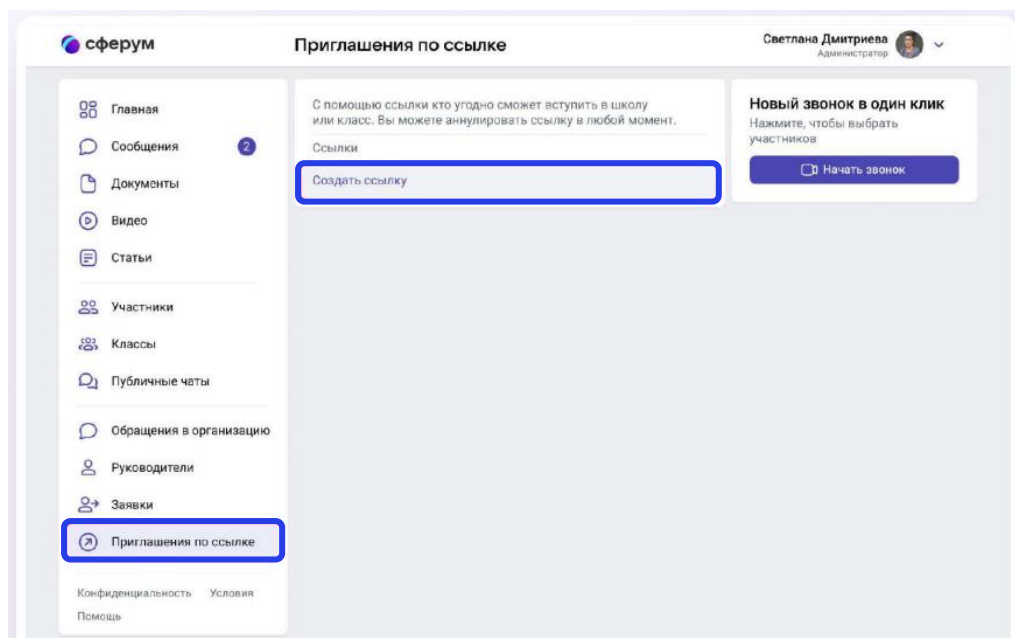 сферум
Приглашения по ссылке
Светлана Дмитриева
Администратор
Главная
Сообщения
2
Документы
Видео
Статьи
Участники
Классы
Публичные чаты
Обращения в организацию
Руководители
Заявки
Приглашения по ссылке
Конфиденциальность Условия
Помощь
С помощью ссылки кто угодно сможет вступить в школу
или класс. Вы можете аннулировать ссылку в любой момент.
Ссылки
Создать ссылку
Новый звонок в один клик
Нажмите, чтобы выбрать
участников
Начать звонок